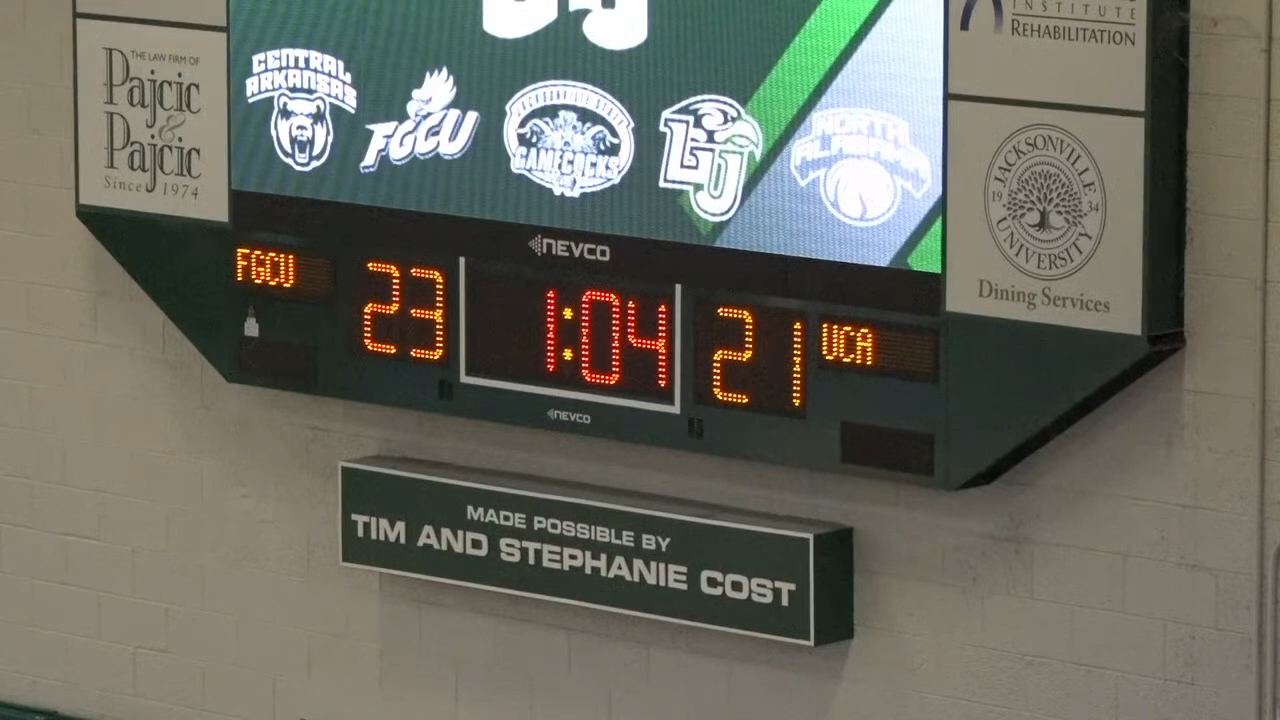 THE LAW FIRM OF
Pajcic
&
Pajcic
Since 1974
CENTRAL
ARKANSAS
FGCU
JACKSONVILLE STATE
GAMECOCKS
LU
NORTH
ALABAMA
INSTITUTE
REHABILITATION
JACKSONVILLE
19 34
UNIVERSITY
Dining Services
NEVCO
FGCU 23 1:04 21 UCA
NEVCO
MADE POSSIBLE BY
TIM AND STEPHANIE COST